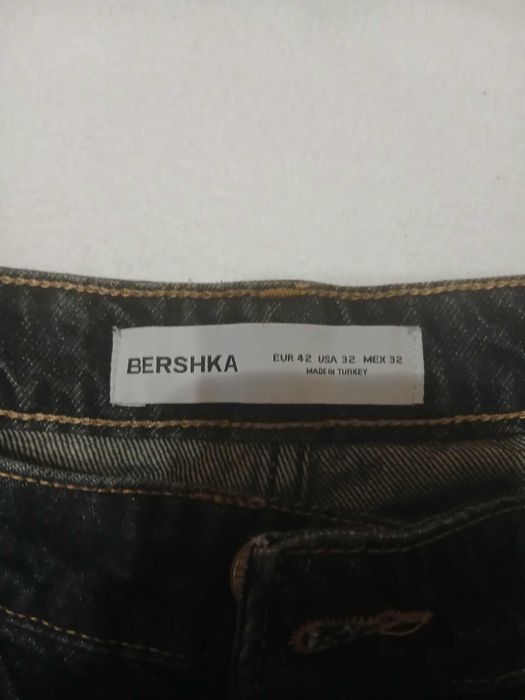 BERSHKA
EUR 42 USA 32 MEX 32
MADE IN TURKEY